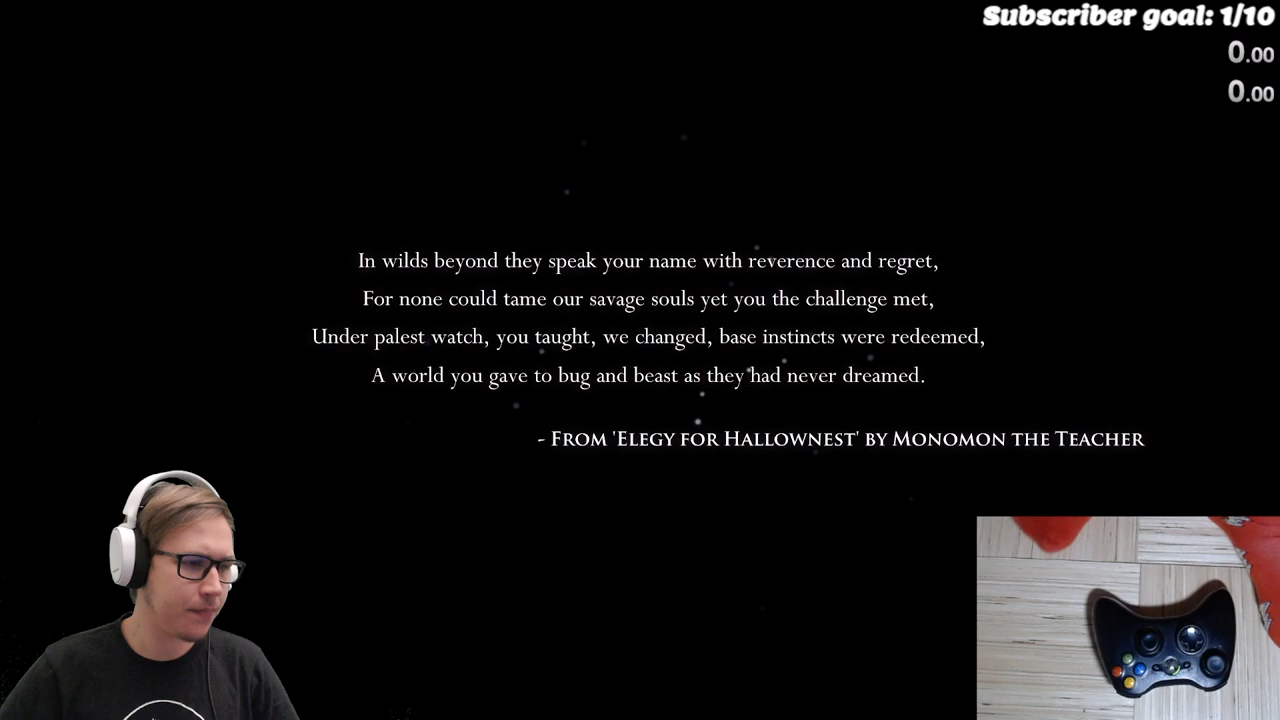 Subscriber goal: 1/10
0.00
0.00
In wilds beyond they speak your name with reverence and regret,
For none could tame our savage souls yet you the challenge met,
Under palest watch, you taught, we changed, base instincts were redeemed,
A world you gave to bug and beast as they had never dreamed.
- From 'Elegy for Hallownest' by Monomon the Teacher